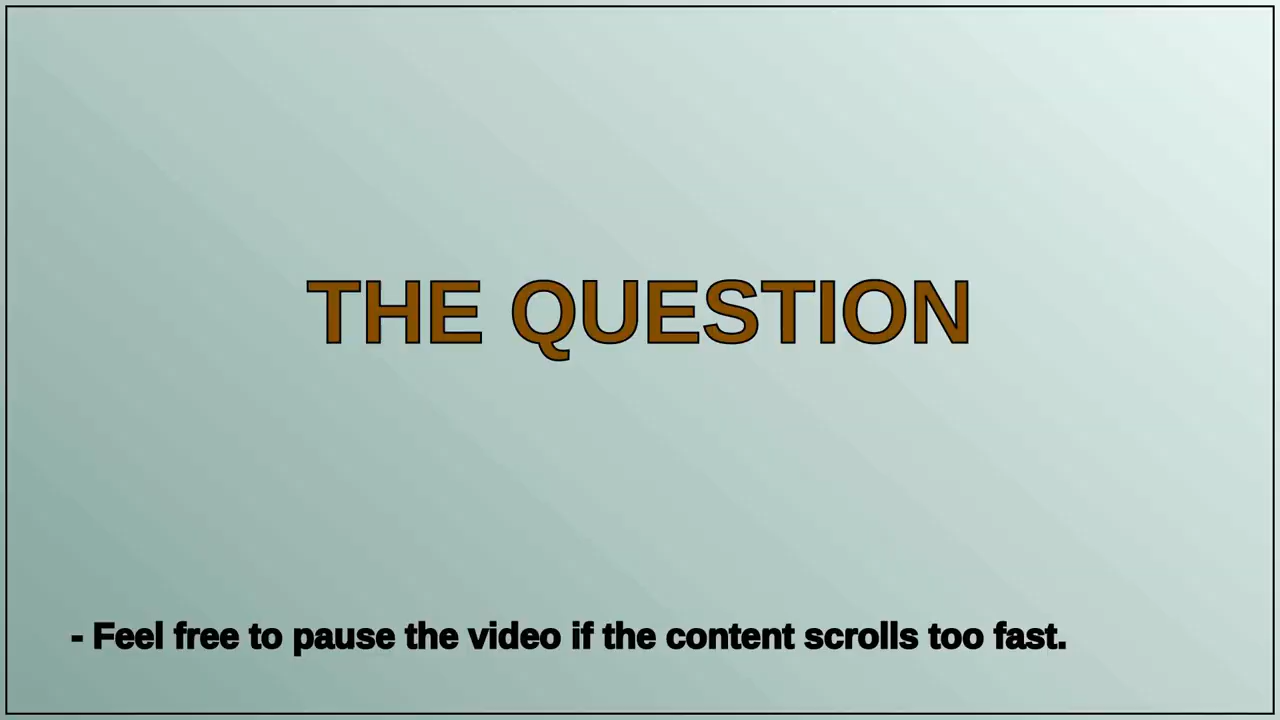 THE QUESTION
- Feel free to pause the video if the content scrolls too fast.